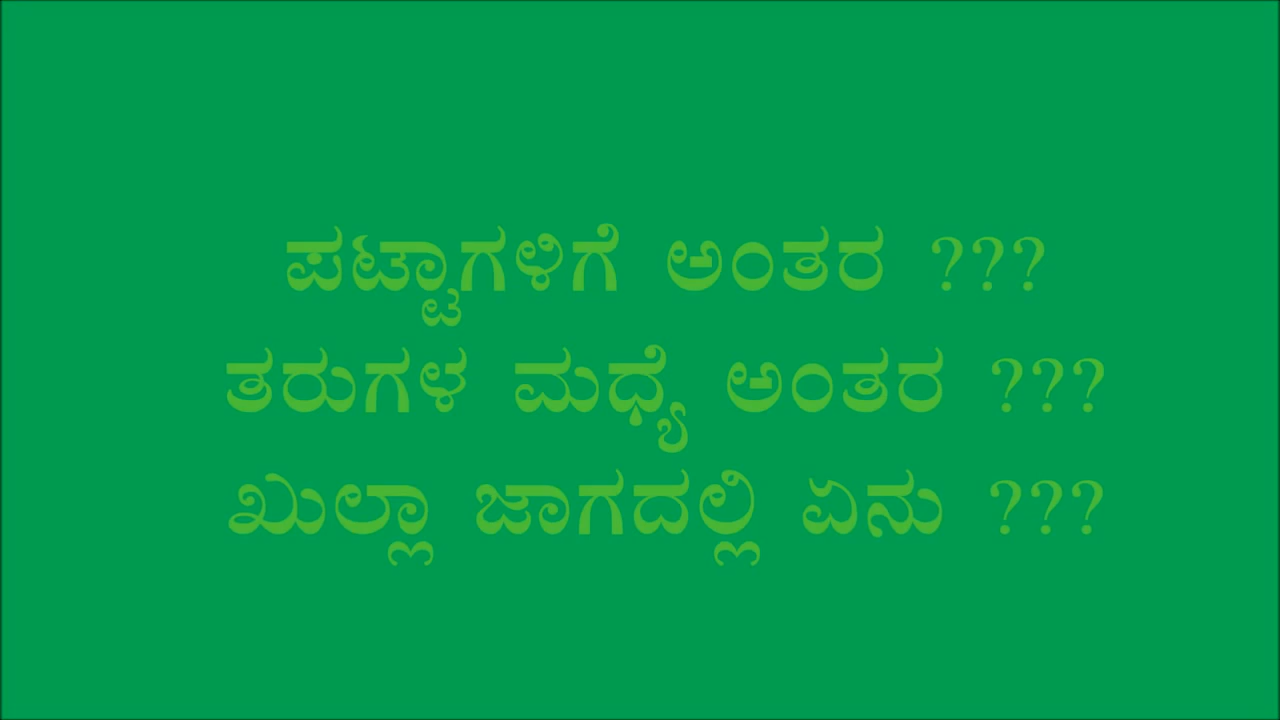 ಪಟ್ಟಾಗಳಿಗೆ ಅಂತರ ???
ತರುಗಳ ಮಧ್ಯೆ ಅಂತರ ???
ಖುಲ್ಲಾ ಜಾಗದಲ್ಲಿ ಏನು ???